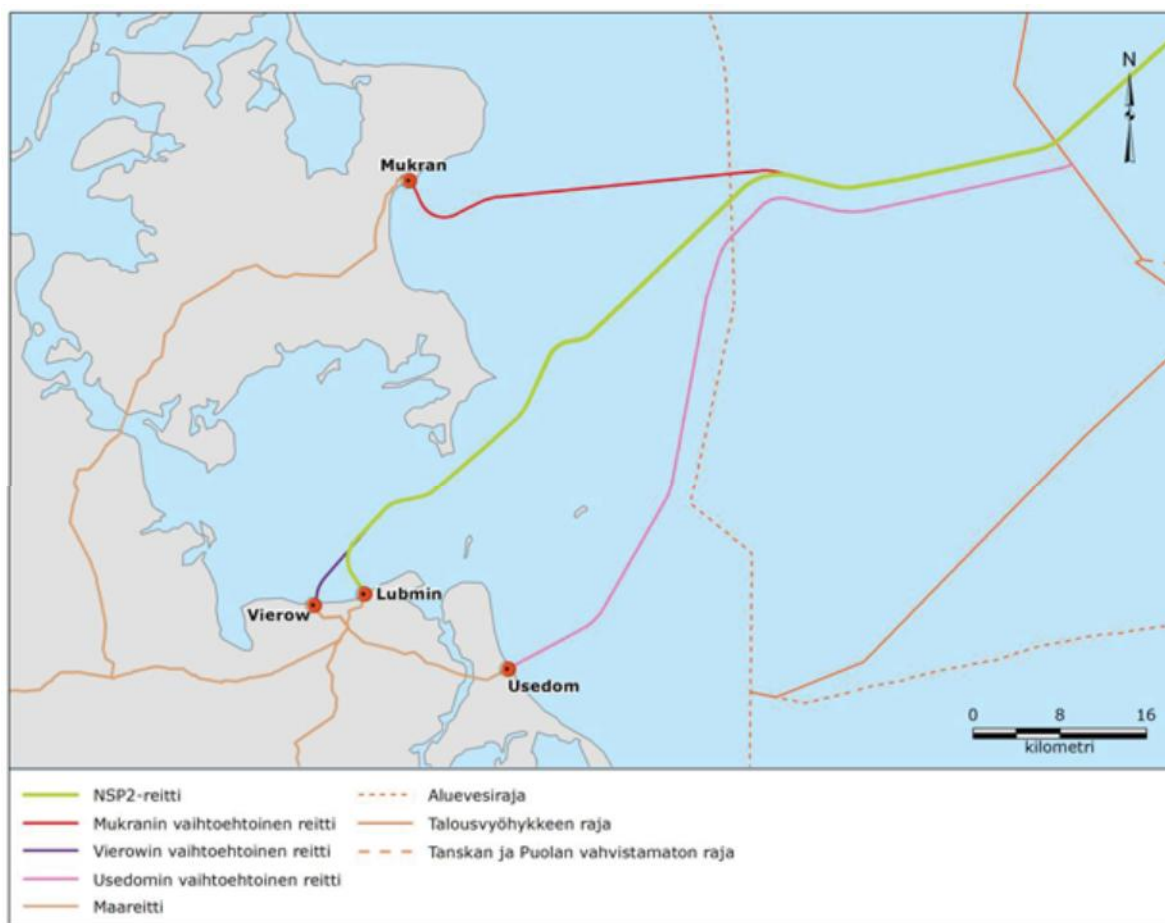 N
Mukran
Vierow
Lubmin
Usedom
0 8 16
kilometri
NSP2-reitti
Mukranin vaihtoehtoinen reitti
Vierowin vaihtoehtoinen reitti
Usedomin vaihtoehtoinen reitti
Maareitti
Aluevesiraja
Talousvyöhykkeen raja
Tanskan ja Puolan vahvistamaton raja